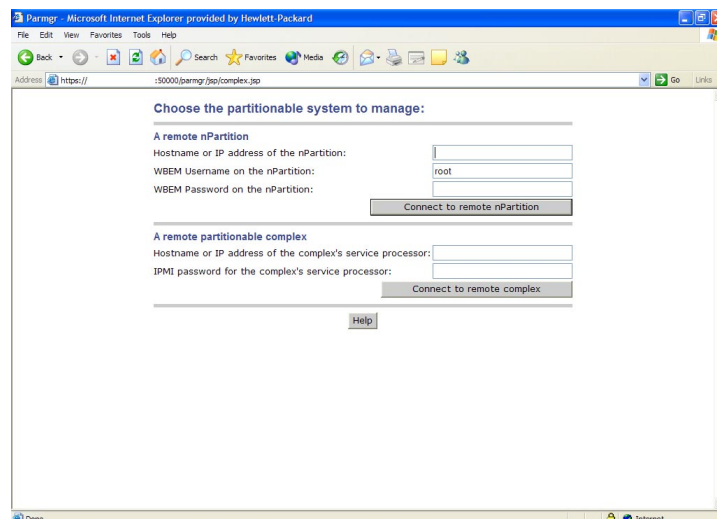 Parmgr - Microsoft Internet Explorer provided by Hewlett-Packard
File Edit View Favorites Tools Help
Back Search Favorites Media
Address https:// :50000/parmgr/jsp/complex.jsp Go Links
Choose the partitionable system to manage:
A remote nPartition
Hostname or IP address of the nPartition:
WBEM Username on the nPartition: root
WBEM Password on the nPartition:
Connect to remote nPartition
A remote partitionable complex
Hostname or IP address of the complex's service processor:
IPMI password for the complex's service processor:
Connect to remote complex
Help
Done Internet